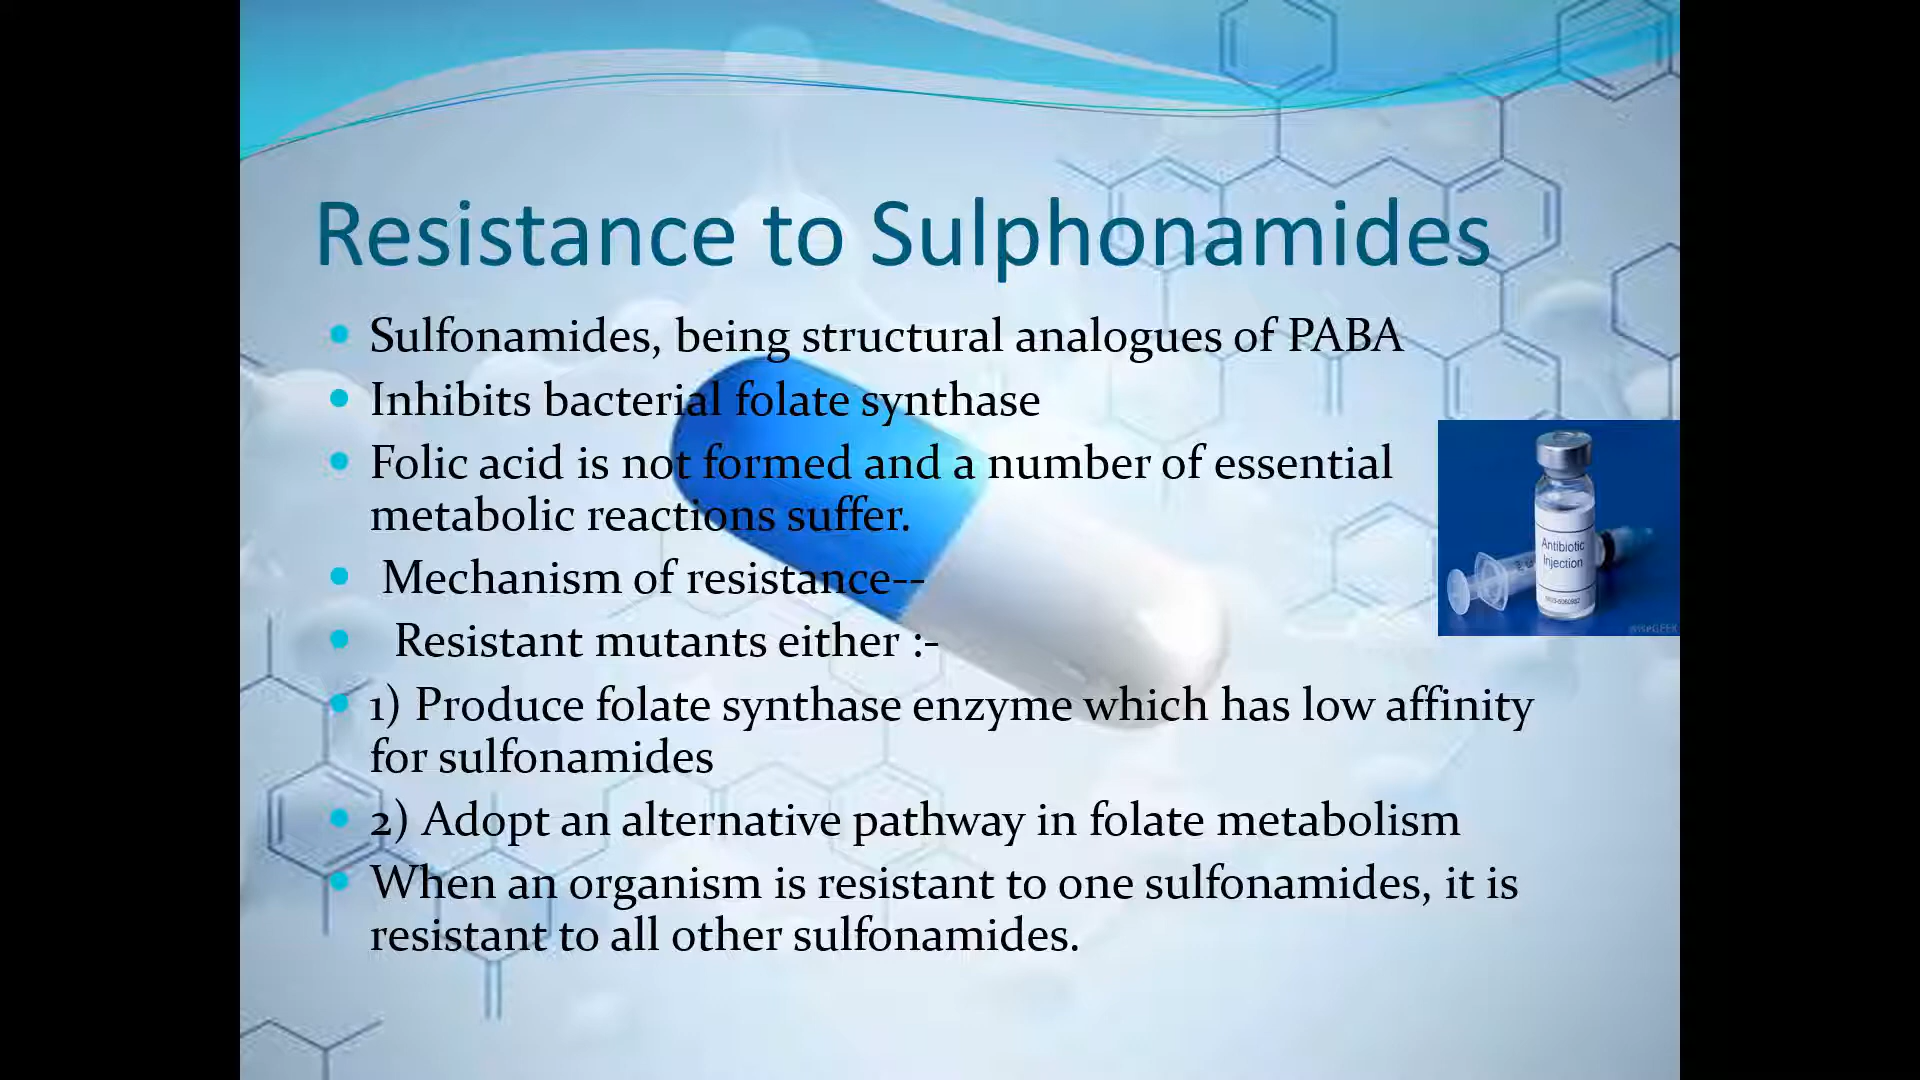 Resistance to Sulphonamides
Sulfonamides, being structural analogues of PABA
Inhibits bacterial folate synthase
Folic acid is not formed and a number of essential
metabolic reactions suffer.
Mechanism of resistance--
Resistant mutants either :-
1) Produce folate synthase enzyme which has low affinity
for sulfonamides
2) Adopt an alternative pathway in folate metabolism
When an organism is resistant to one sulfonamides, it is
resistant to all other sulfonamides.
Antibiotic
Injection
wiseGEEK